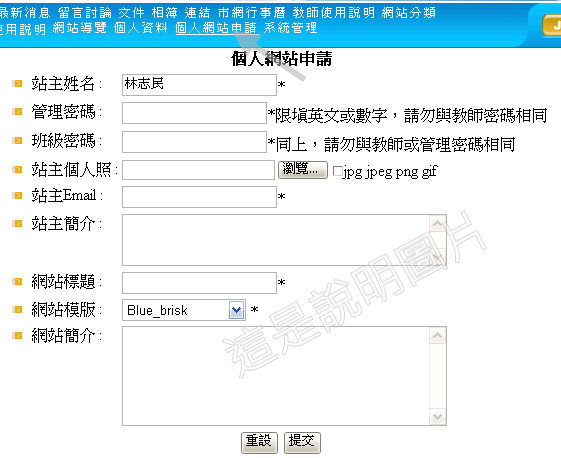 最新消息 留言討論 文件 相簿 連結 市網行事曆 教師使用說明 網站分類
使用說明 網站導覽 個人資料 個人網站申請 系統管理
個人網站申請
站主姓名: 林志民 *
管理密碼: *限填英文或數字,請勿與教師密碼相同
班級密碼: *同上,請勿與教師或管理密碼相同
站主個人照: 瀏覽... jpg jpeg png gif
站主Email: *
站主簡介:
網站標題: *
網站模版: Blue_brisk *
網站簡介:
這是說明圖片
重設 提交